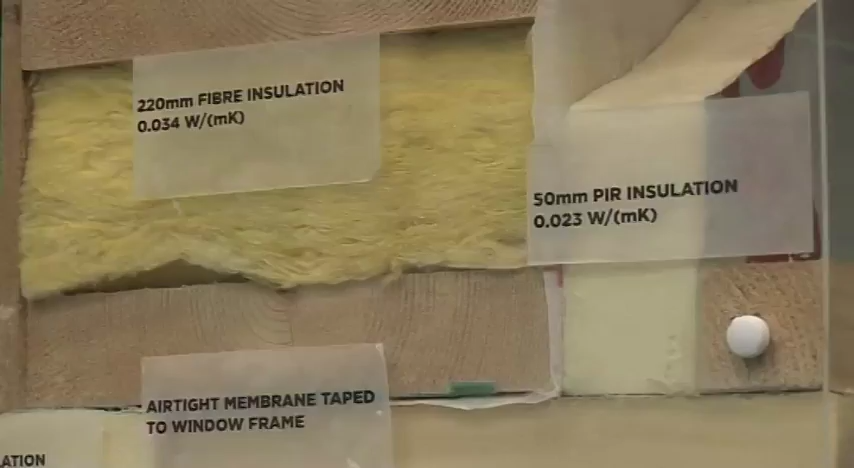 220mm FIBRE INSULATION
0.034 W/(mK)
50mm PIR INSULATION
0.023 W/(mK)
AIRTIGHT MEMBRANE TAPED
TO WINDOW FRAME
ATION